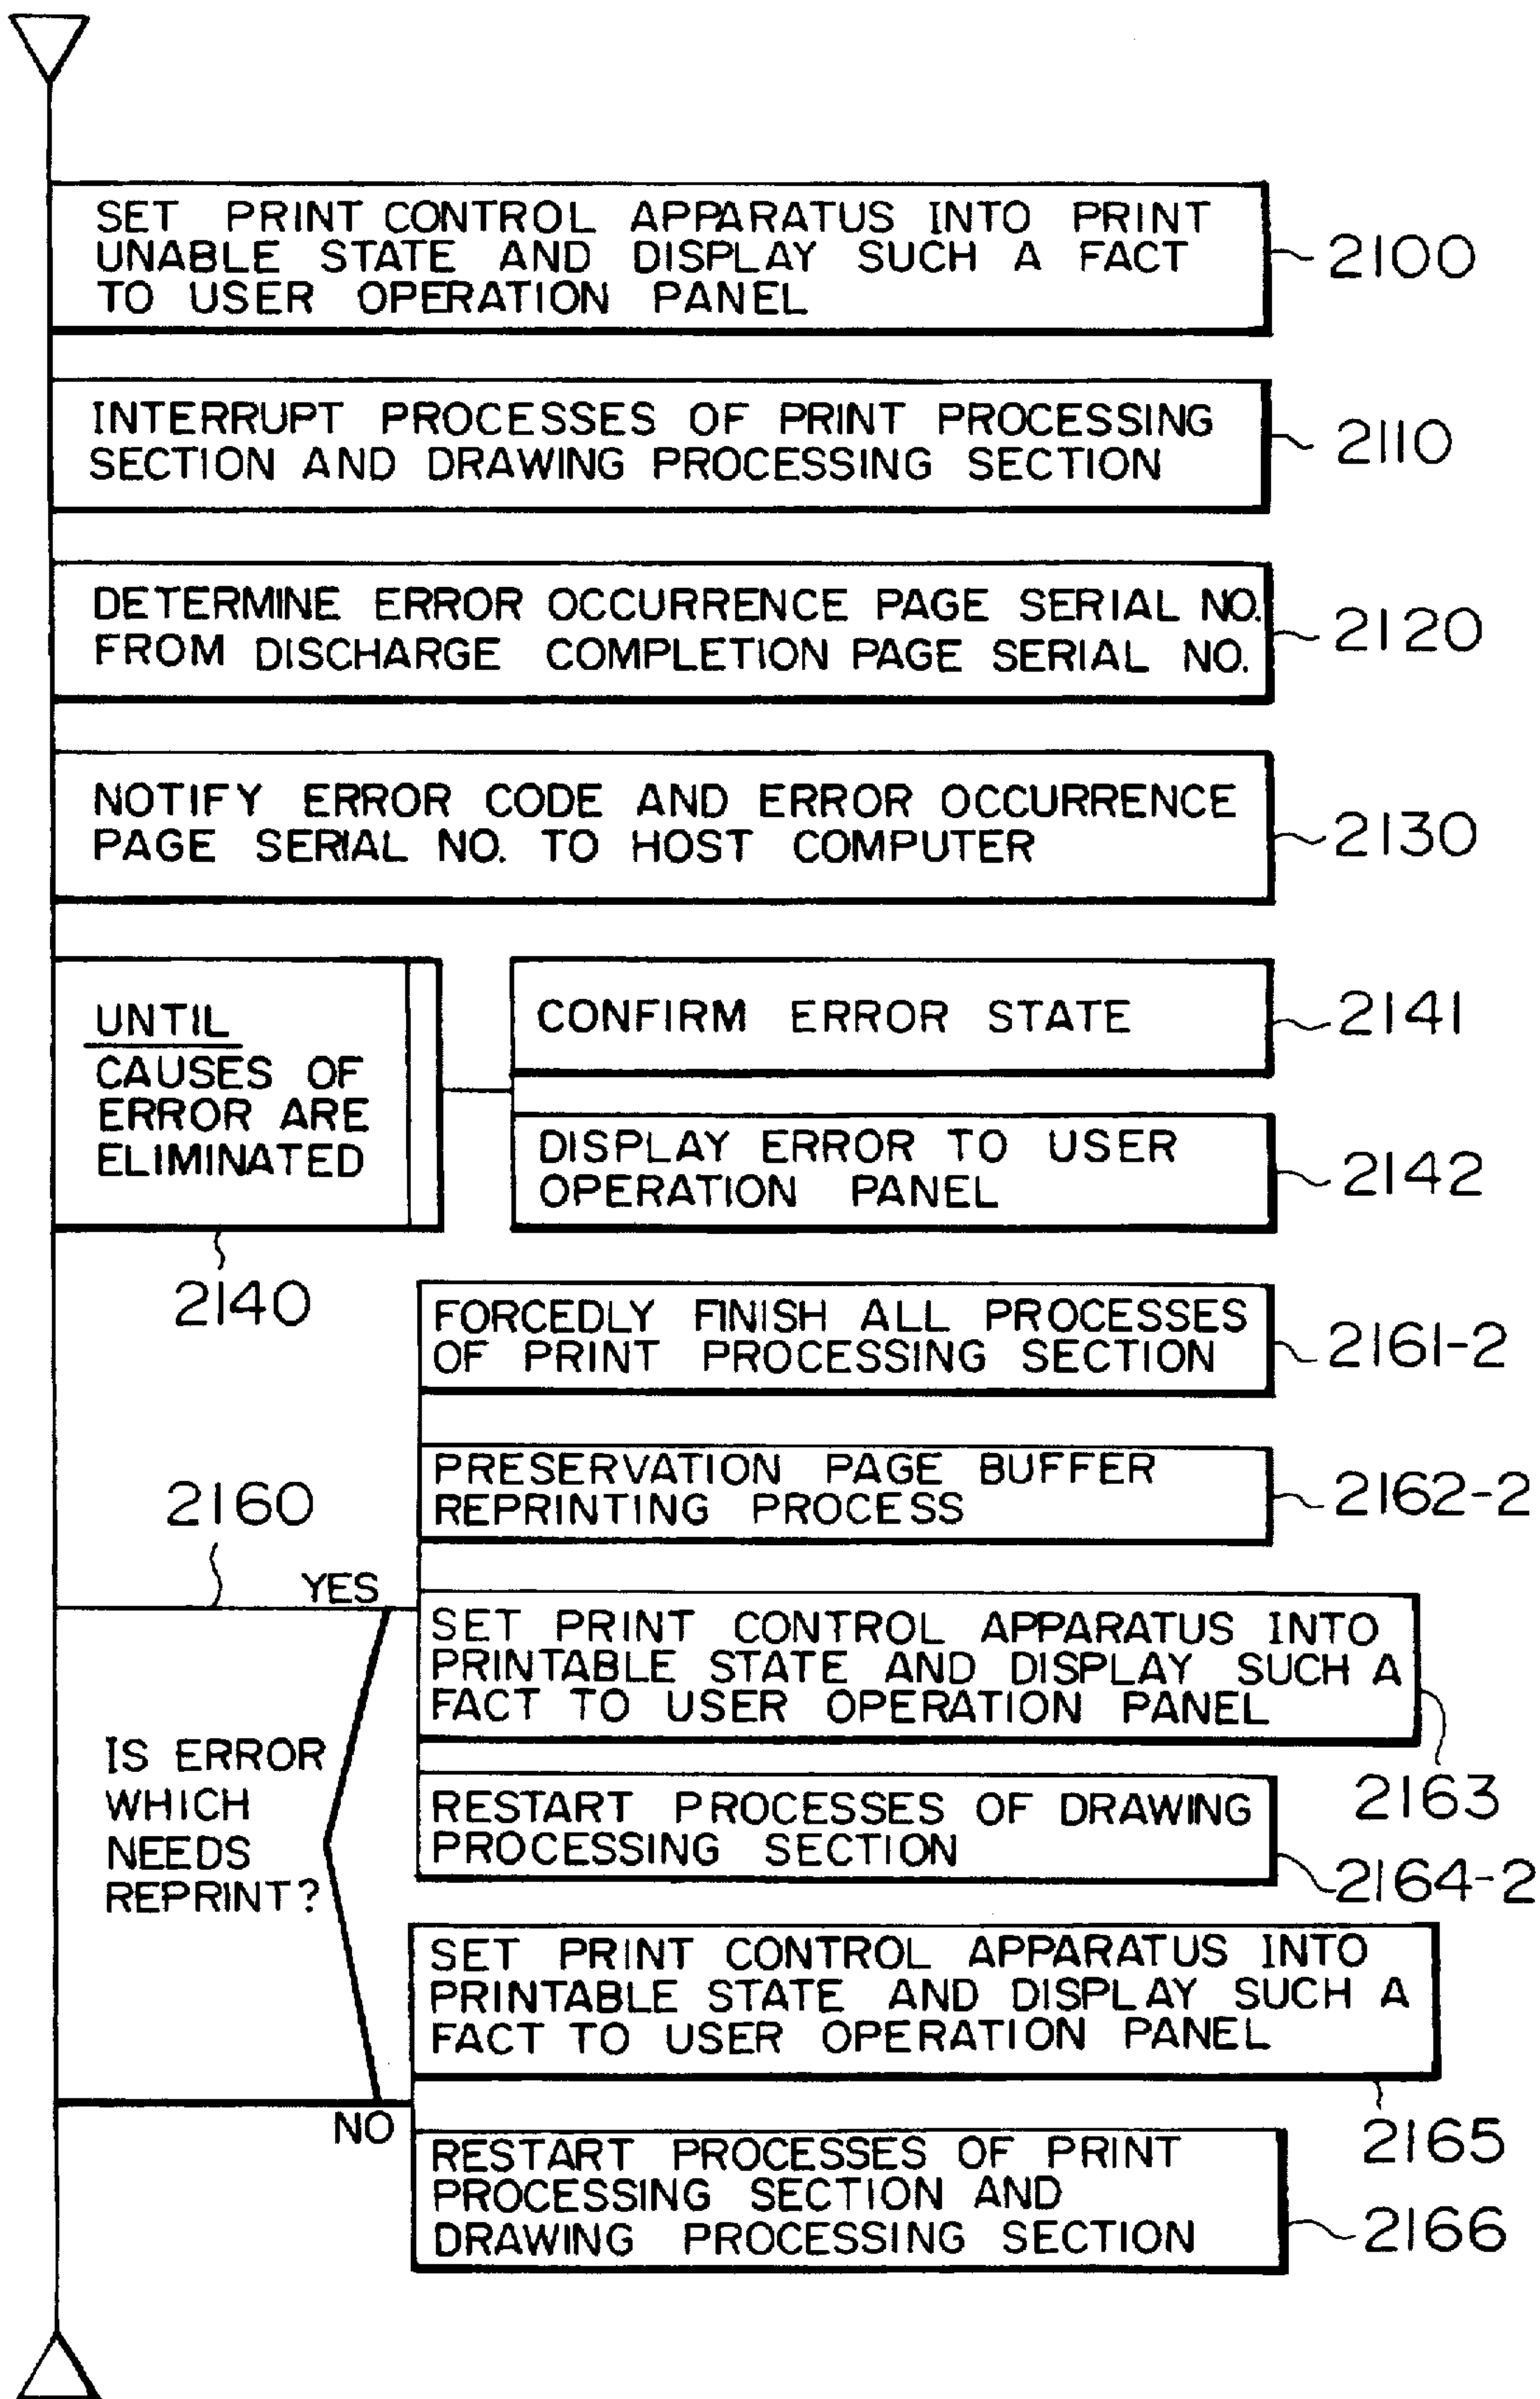 SET PRINT CONTROL APPARATUS INTO PRINT
UNABLE STATE AND DISPLAY SUCH A FACT
TO USER OPERATION PANEL
2100
INTERRUPT PROCESSES OF PRINT PROCESSING
SECTION AND DRAWING PROCESSING SECTION
2110
DETERMINE ERROR OCCURRENCE PAGE SERIAL NO.
FROM DISCHARGE COMPLETION PAGE SERIAL NO.
2120
NOTIFY ERROR CODE AND ERROR OCCURRENCE
PAGE SERIAL NO. TO HOST COMPUTER
2130
UNTIL
CAUSES OF
ERROR ARE
ELIMINATED
2140
CONFIRM ERROR STATE
2141
DISPLAY ERROR TO USER
OPERATION PANEL
2142
FORCEDLY FINISH ALL PROCESSES
OF PRINT PROCESSING SECTION
2161-2
PRESERVATION PAGE BUFFER
REPRINTING PROCESS
2162-2
2160
YES
SET PRINT CONTROL APPARATUS INTO
PRINTABLE STATE AND DISPLAY SUCH A
FACT TO USER OPERATION PANEL
2163
IS ERROR
WHICH
NEEDS
REPRINT?
RESTART PROCESSES OF DRAWING
PROCESSING SECTION
2164-2
SET PRINT CONTROL APPARATUS INTO
PRINTABLE STATE AND DISPLAY SUCH A
FACT TO USER OPERATION PANEL
2165
NO
RESTART PROCESSES OF PRINT
PROCESSING SECTION AND
DRAWING PROCESSING SECTION
2166